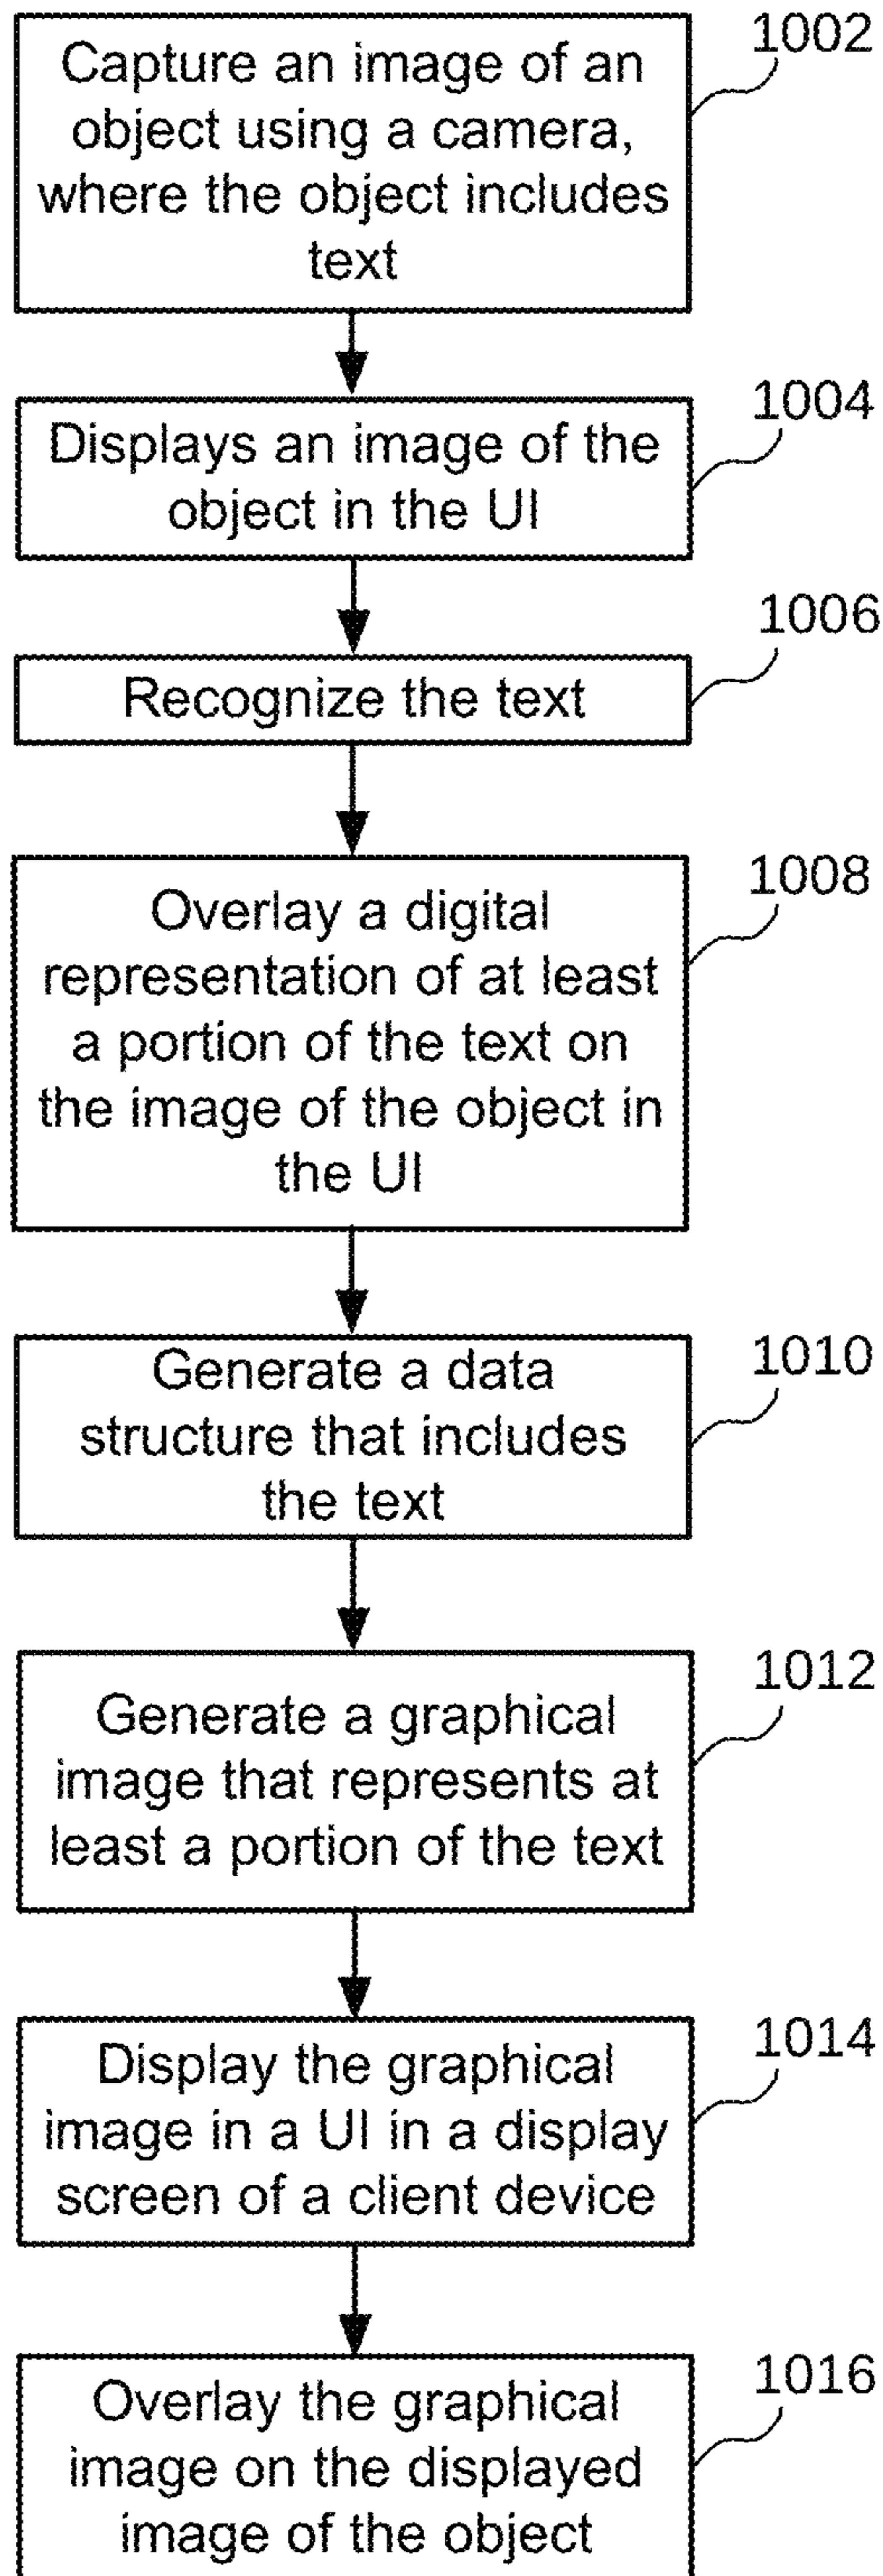 1002
Capture an image of an
object using a camera,
where the object includes
text
1004
Displays an image of the
object in the UI
1006
Recognize the text
1008
Overlay a digital
representation of at least
a portion of the text on
the image of the object in
the UI
1010
Generate a data
structure that includes
the text
1012
Generate a graphical
image that represents at
least a portion of the text
1014
Display the graphical
image in a UI in a display
screen of a client device
1016
Overlay the graphical
image on the displayed
image of the object